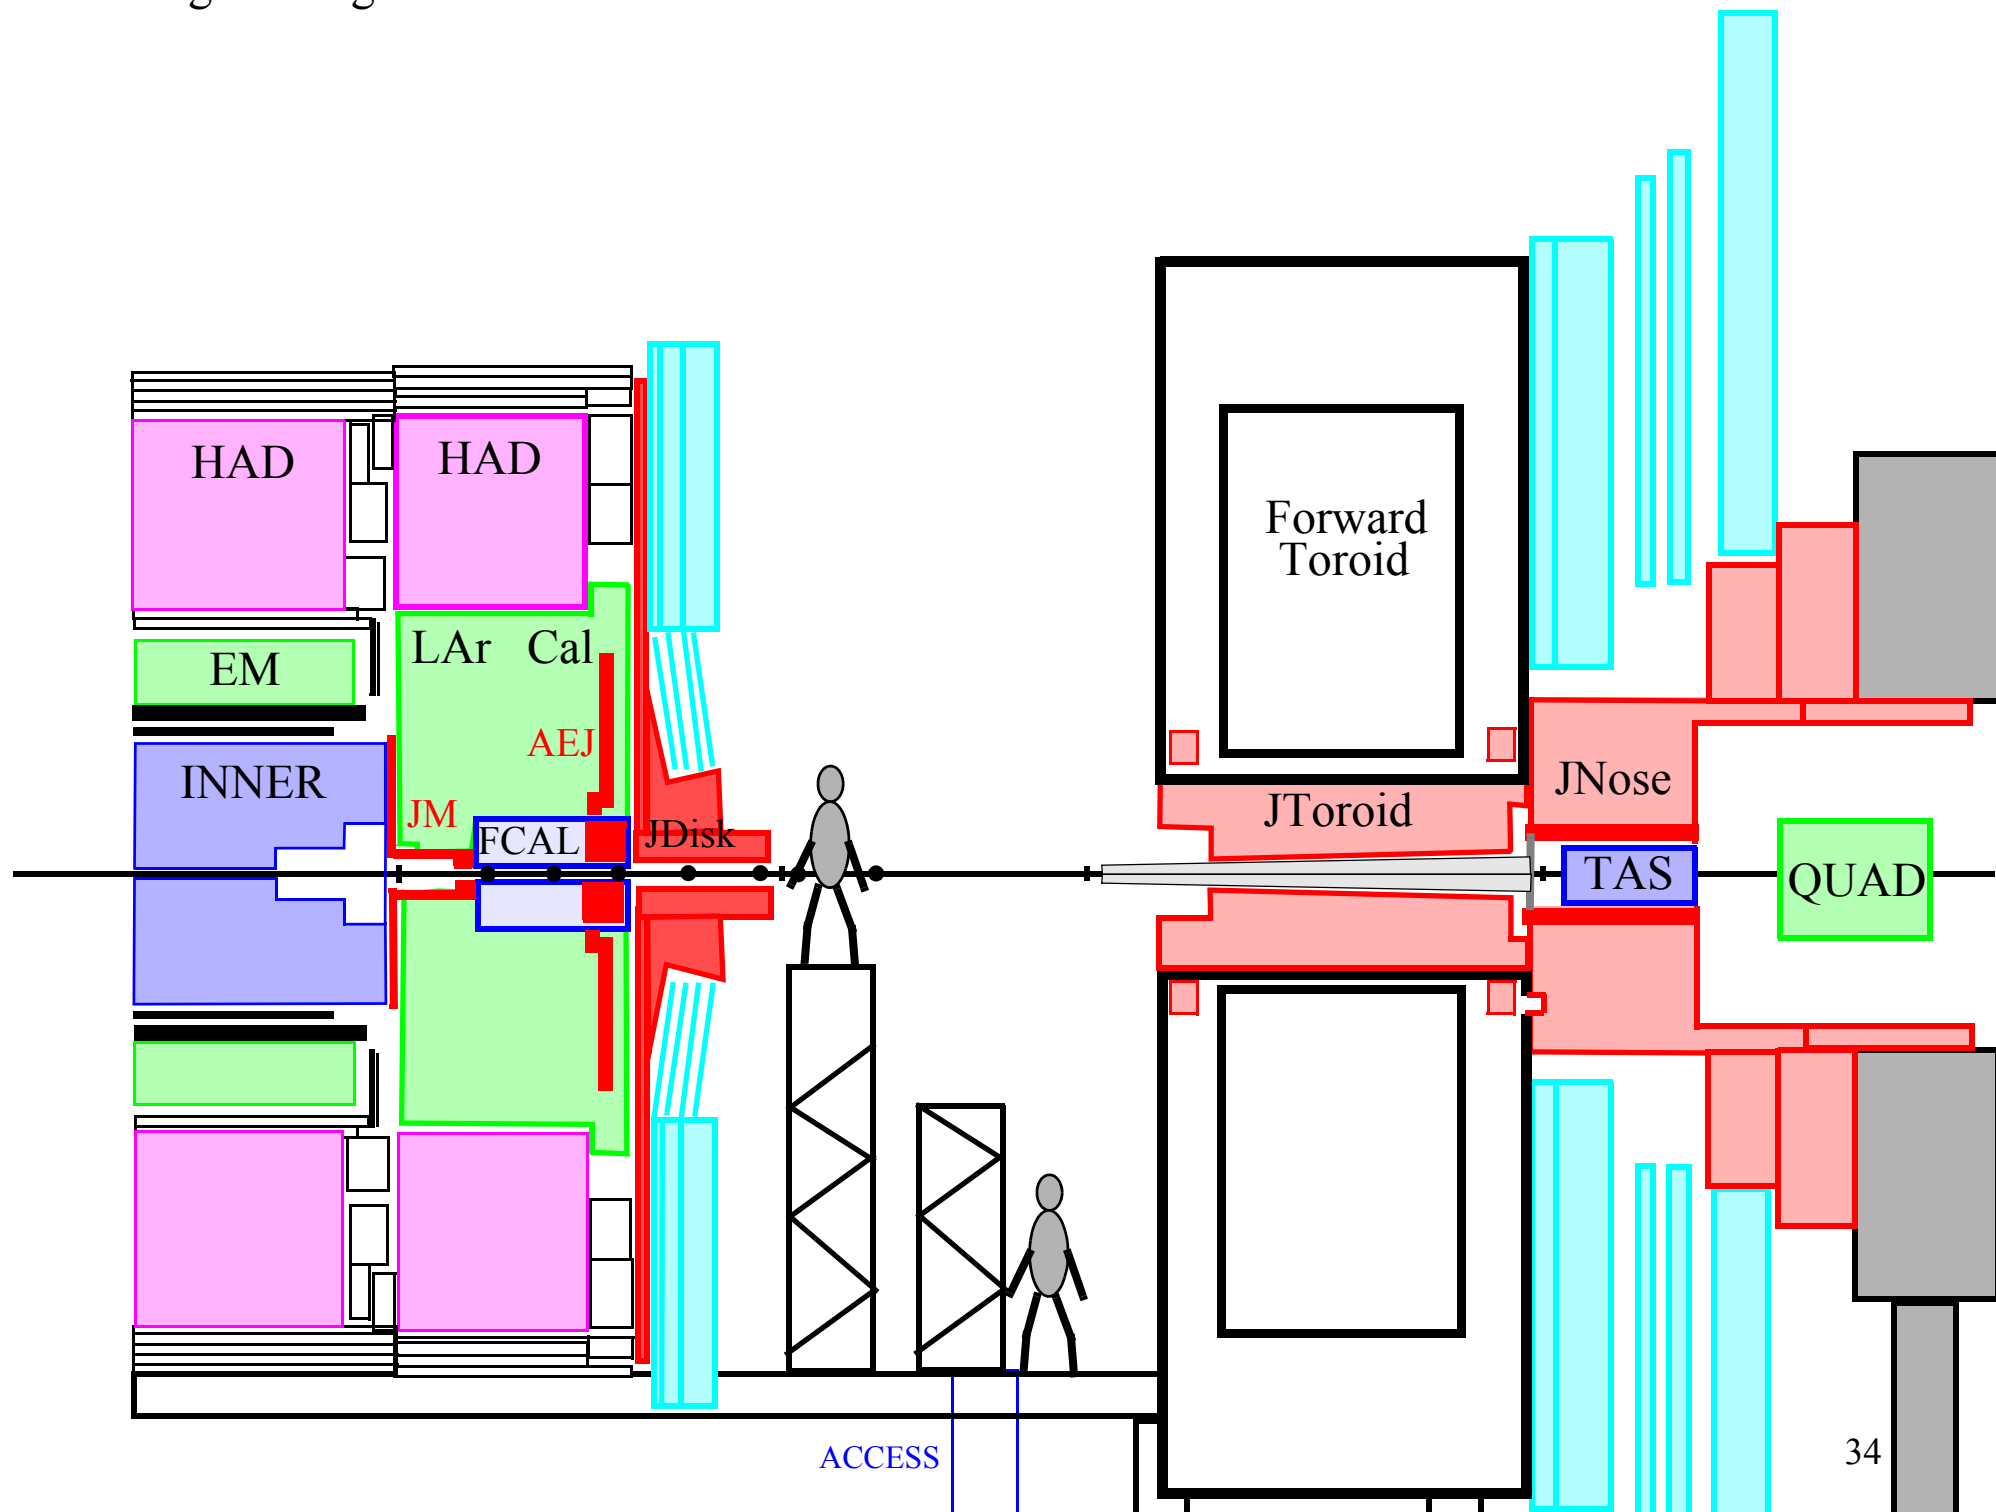 HAD
HAD
Forward
Toroid
LAr Cal
EM
AEJ
INNER
JM
FCAL
JDisk
JToroid
JNose
TAS
QUAD
ACCESS
34